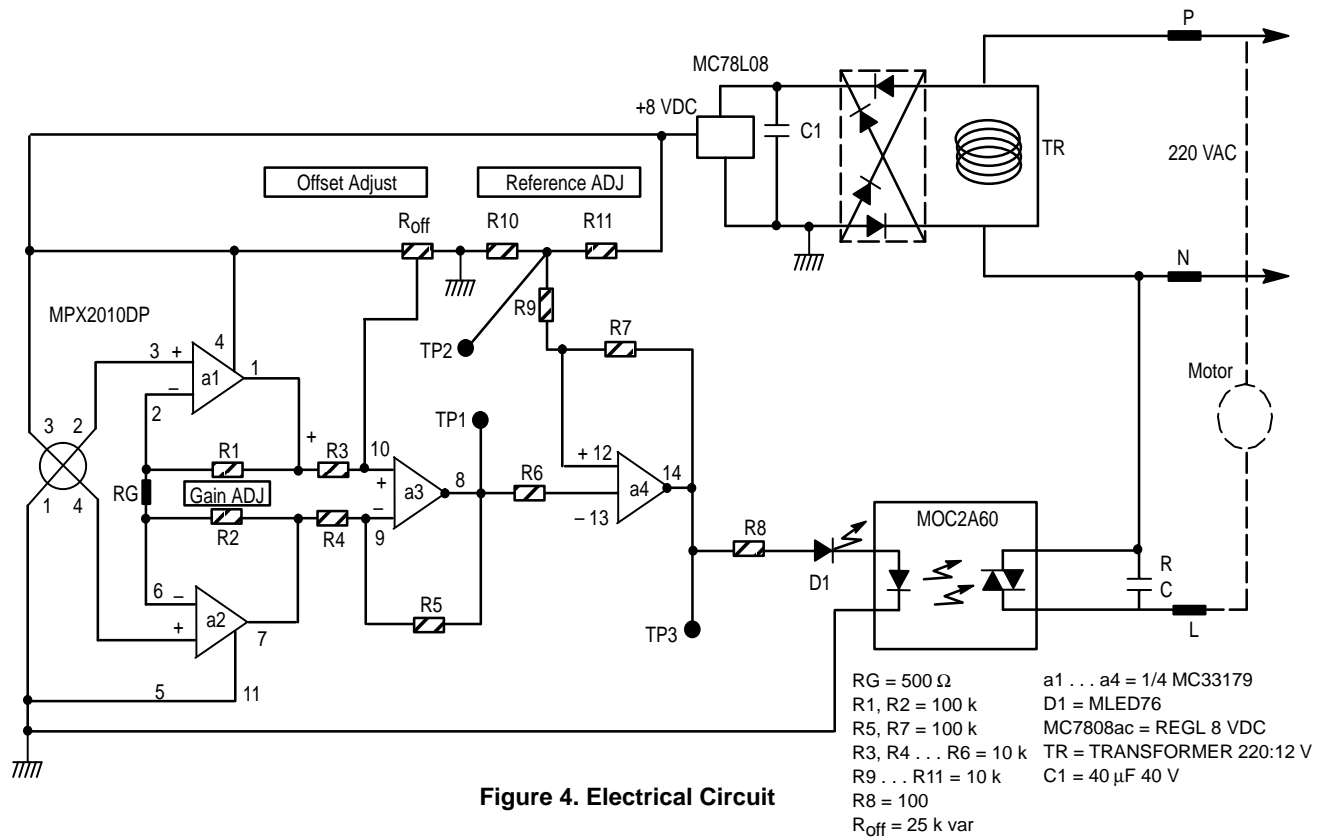 P
MC78L08
+8 VDC
C1
TR
220 VAC
Offset Adjust
Reference ADJ
Roff
R10
R11
N
MPX2010DP
R9
R7
TP2
3 +
4
1
a1
–
2
Motor
TP1
3 2
+
R1
R3
10
+
a3
8
R6
+ 12
14
a4
RG
Gain ADJ
–
9
– 13
1 4
R2
R4
MOC2A60
R8
D1
R
C
6 –
a2
+
7
R5
TP3
L
5
11
RG = 500 Ω
R1, R2 = 100 k
R5, R7 = 100 k
R3, R4 . . . R6 = 10 k
R9 . . . R11 = 10 k
R8 = 100
Roff = 25 k var
a1 . . . a4 = 1/4 MC33179
D1 = MLED76
MC7808ac = REGL 8 VDC
TR = TRANSFORMER 220:12 V
C1 = 40 μF 40 V
Figure 4. Electrical Circuit